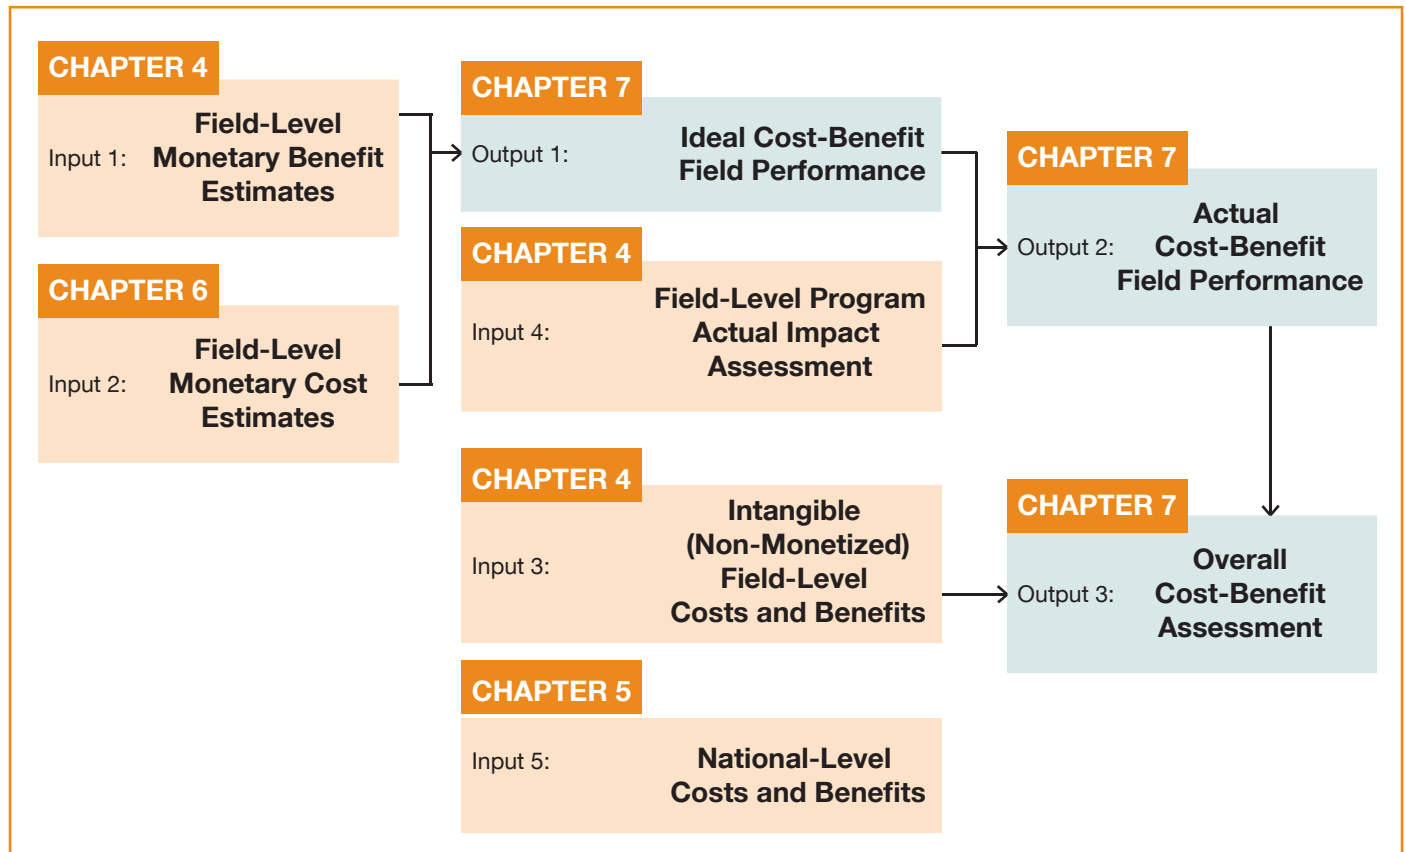 CHAPTER 4
Input 1:
Field-Level
Monetary Benefit
Estimates
CHAPTER 6
Input 2:
Field-Level
Monetary Cost
Estimates
CHAPTER 7
Output 1:
Ideal Cost-Benefit
Field Performance
CHAPTER 4
Input 4:
Field-Level Program
Actual Impact
Assessment
CHAPTER 4
Input 3:
Intangible
(Non-Monetized)
Field-Level
Costs and Benefits
CHAPTER 5
Input 5:
National-Level
Costs and Benefits
CHAPTER 7
Output 2:
Actual
Cost-Benefit
Field Performance
CHAPTER 7
Output 3:
Overall
Cost-Benefit
Assessment